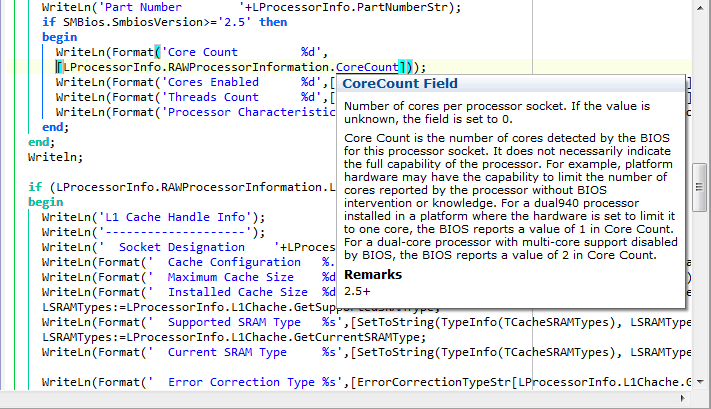 WriteLn('Part Number          '+LProcessorInfo.PartNumberStr);
if SMBios.SmbiosVersion>='2.5' then
begin
WriteLn(Format('Core Count           %d',
[LProcessorInfo.RAWProcessorInformation.CoreCount]));
WriteLn(Format('Cores Enabled        %d',[
WriteLn(Format('Threads Count        %d',[
WriteLn(Format('Processor Characteristic
end;
end;
Writeln;
CoreCount Field
Number of cores per processor socket. If the value is
unknown, the field is set to 0.
Core Count is the number of cores detected by the BIOS
for this processor socket. It does not necessarily indicate
the full capability of the processor. For example, platform
hardware may have the capability to limit the number of
cores reported by the processor without BIOS
intervention or knowledge. For a dual940 processor
installed in a platform where the hardware is set to limit it
to one core, the BIOS reports a value of 1 in Core Count.
For a dual-core processor with multi-core support disabled
by BIOS, the BIOS reports a value of 2 in Core Count.
Remarks
2.5+
if (LProcessorInfo.RAWProcessorInformation.L
begin
WriteLn('L1 Cache Handle Info');
WriteLn('--------------------');
WriteLn('  Socket Designation    '+LProce
WriteLn(Format('  Cache Configuration   %.
WriteLn(Format('  Maximum Cache Size    %d
WriteLn(Format('  Installed Cache Size  %d
LSRAMTypes:=LProcessorInfo.L1Chache.GetSupportedSRAMType;
WriteLn(Format('  Supported SRAM Type   %s',[SetToString(TypeInfo(TCacheSRAMTypes), LSRAMType
LSRAMTypes:=LProcessorInfo.L1Chache.GetCurrentSRAMType;
WriteLn(Format('  Current SRAM Type     %s',[SetToString(TypeInfo(TCacheSRAMTypes), LSRAMType
WriteLn(Format('  Error Correction Type %s',[ErrorCorrectionTypeStr[LProcessorInfo.L1Chache.G